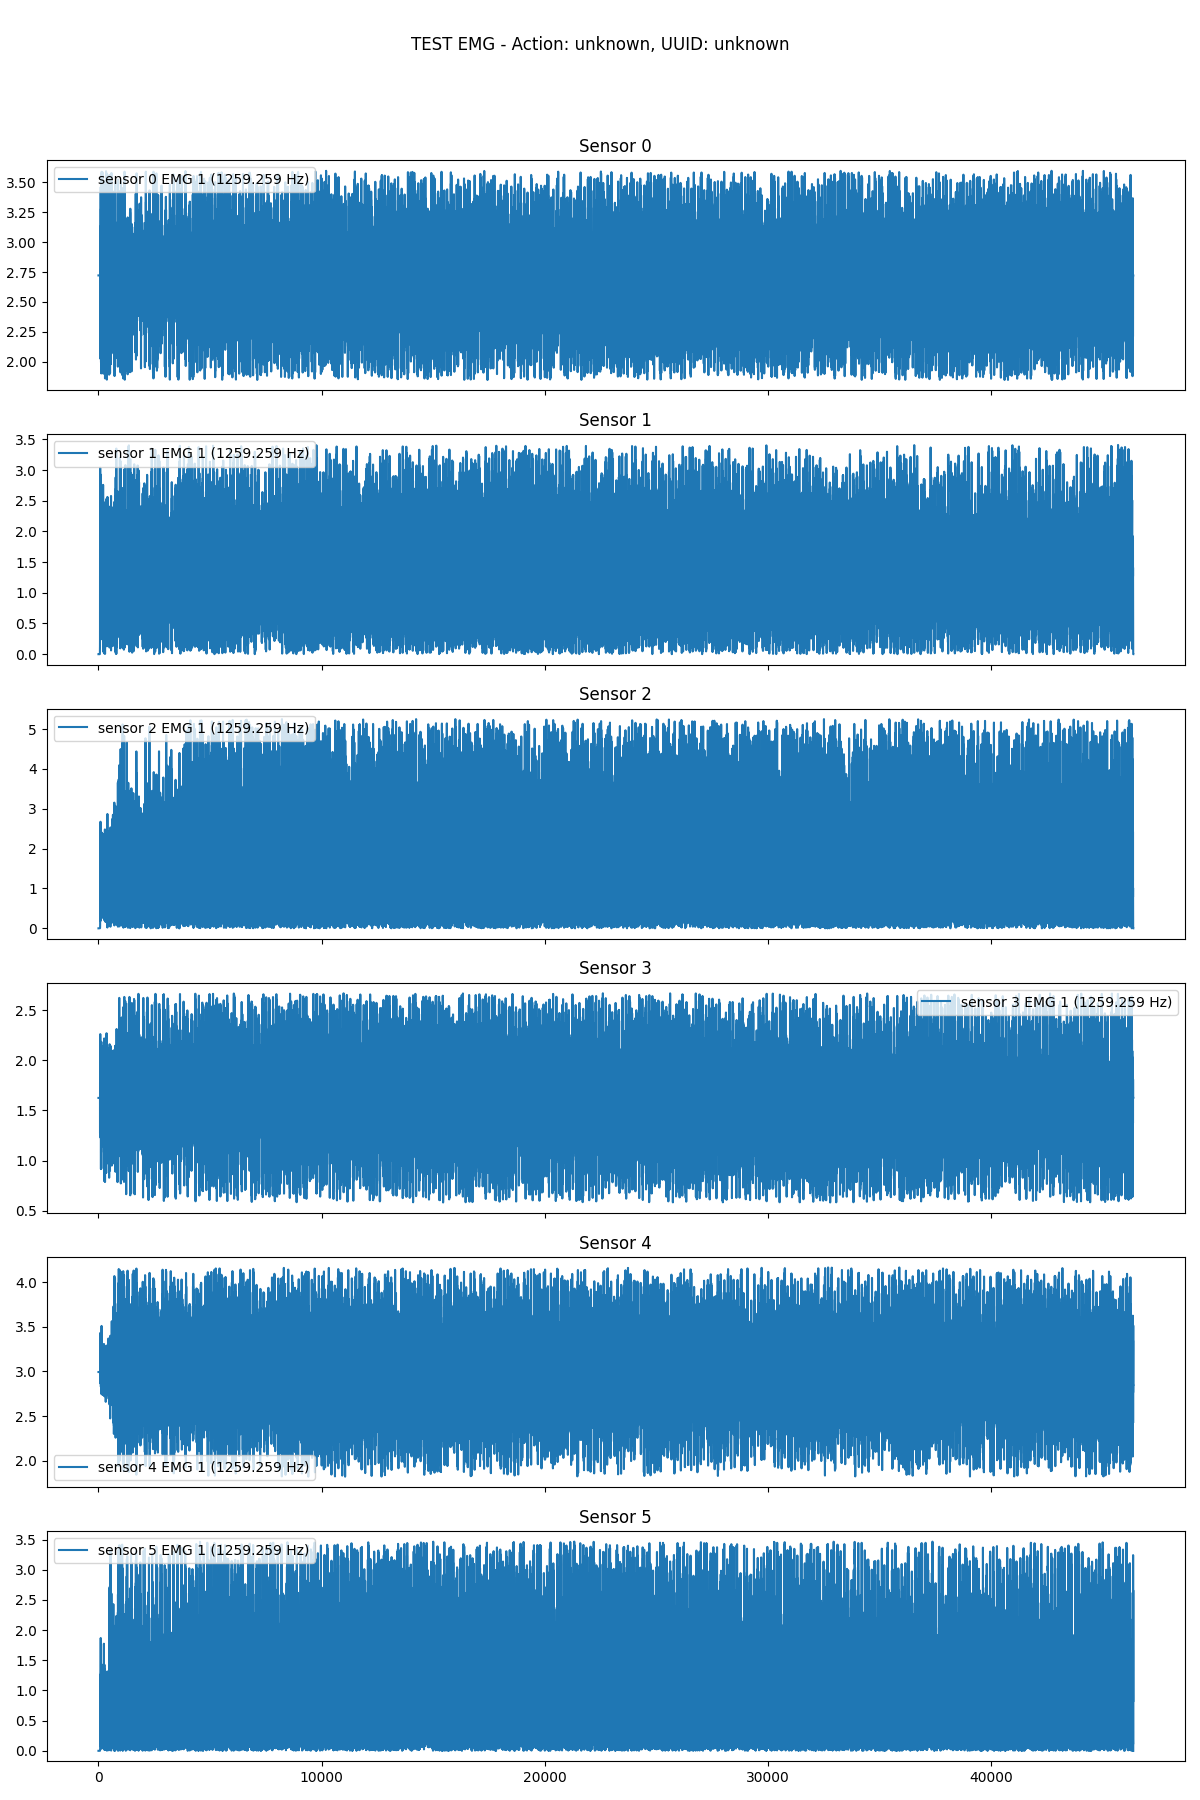 TEST EMG - Action: unknown, UUID: unknown
Sensor 0
sensor 0 EMG 1 (1259.259 Hz)
3.50
3.25
3.00
2.75
2.50
2.25
2.00
Sensor 1
sensor 1 EMG 1 (1259.259 Hz)
3.5
3.0
2.5
2.0
1.5
1.0
0.5
0.0
Sensor 2
sensor 2 EMG 1 (1259.259 Hz)
5
4
3
2
1
0
Sensor 3
sensor 3 EMG 1 (1259.259 Hz)
2.5
2.0
1.5
1.0
0.5
Sensor 4
4.0
3.5
3.0
2.5
2.0
sensor 4 EMG 1 (1259.259 Hz)
Sensor 5
sensor 5 EMG 1 (1259.259 Hz)
3.5
3.0
2.5
2.0
1.5
1.0
0.5
0.0
0 10000 20000 30000 40000